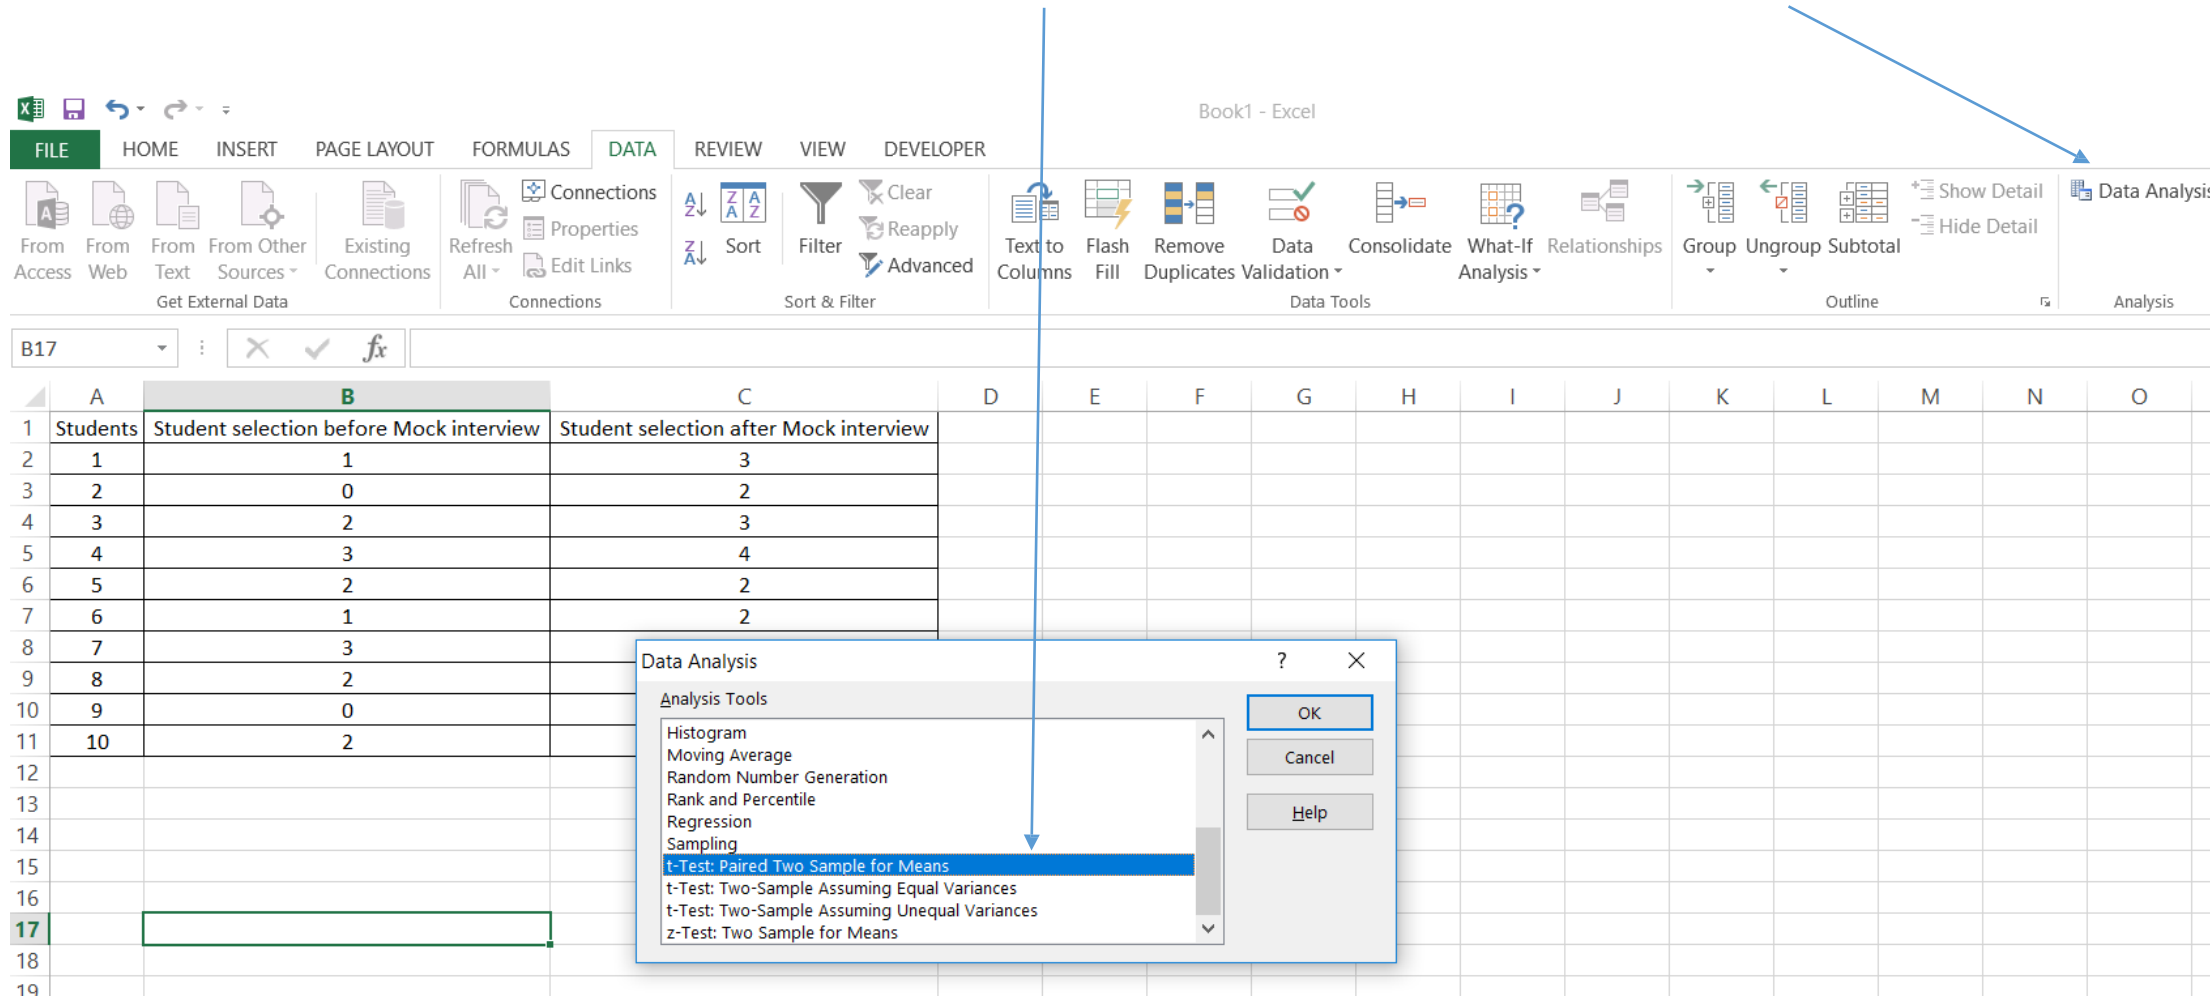 Book1 - Excel
FILE HOME INSERT PAGE LAYOUT FORMULAS DATA REVIEW VIEW DEVELOPER
From Access
From Web
From Text
From Other Sources
Existing Connections
Get External Data
Refresh All
Connections
Properties
Edit Links
Connections
Sort
Filter
Clear
Reapply
Advanced
Sort & Filter
Text to Columns
Flash Fill
Remove Duplicates
Data Validation
Consolidate
What-If Analysis
Relationships
Data Tools
Group
Ungroup
Subtotal
Show Detail
Hide Detail
Outline
Data Analysis
Analysis
B17 fx
A B C D E F G H I J K L M N O
1 Students Student selection before Mock interview Student selection after Mock interview
2 1 1 3
3 2 0 2
4 3 2 3
5 4 3 4
6 5 2 2
7 6 1 2
8 7 3
9 8 2
10 9 0
11 10 2
12
13
14
15
16
17
18
19
Data Analysis ?
Analysis Tools
Histogram
Moving Average
Random Number Generation
Rank and Percentile
Regression
Sampling
t-Test: Paired Two Sample for Means
t-Test: Two-Sample Assuming Equal Variances
t-Test: Two-Sample Assuming Unequal Variances
z-Test: Two Sample for Means
OK
Cancel
Help